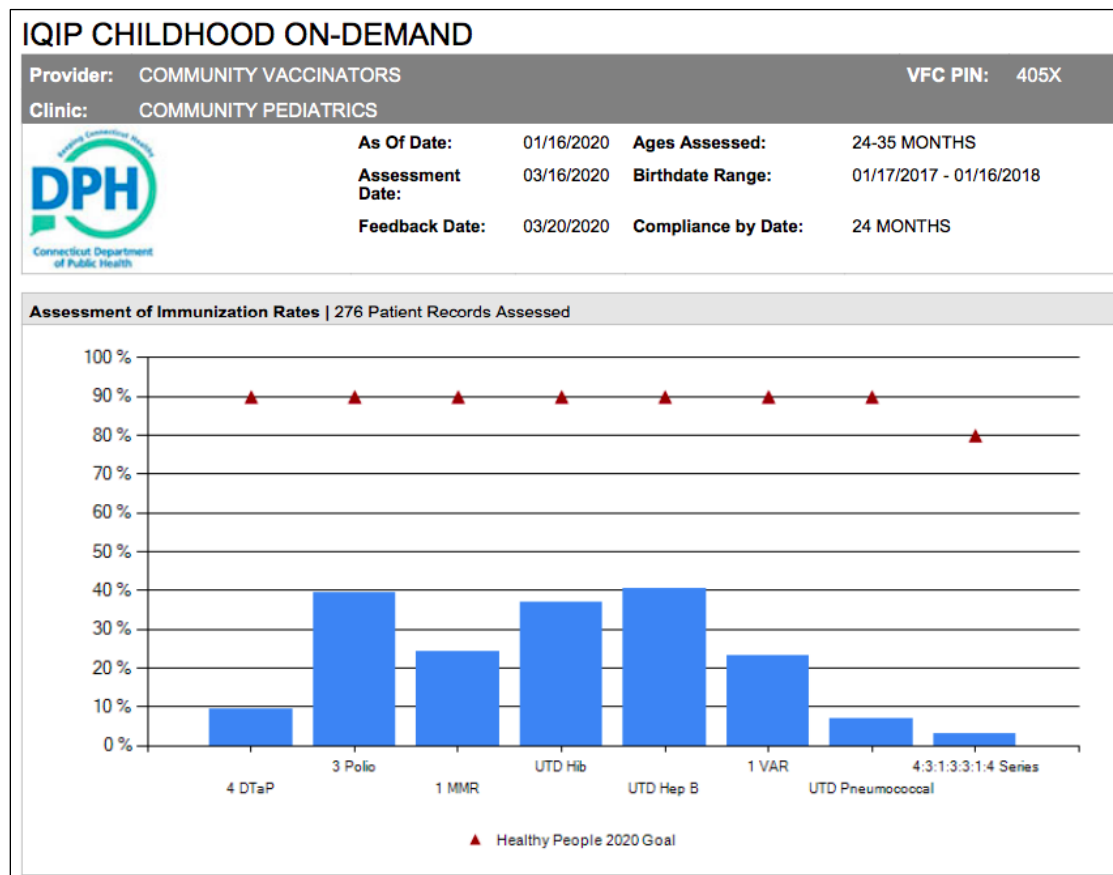 IQIP CHILDHOOD ON-DEMAND
Provider: COMMUNITY VACCINATORS VFC PIN: 405X
Clinic: COMMUNITY PEDIATRICS
Keeping Connecticut Healthy
DPH
Connecticut Department
of Public Health
As Of Date: 01/16/2020 Ages Assessed: 24-35 MONTHS
Assessment Date: 03/16/2020 Birthdate Range: 01/17/2017 - 01/16/2018
Feedback Date: 03/20/2020 Compliance by Date: 24 MONTHS
Assessment of Immunization Rates | 276 Patient Records Assessed
100 %
90 %
80 %
70 %
60 %
50 %
40 %
30 %
20 %
10 %
0 %
3 Polio UTD Hib 1 VAR 4:3:1:3:3:1:4 Series
4 DTaP 1 MMR UTD Hep B UTD Pneumococcal
Healthy People 2020 Goal